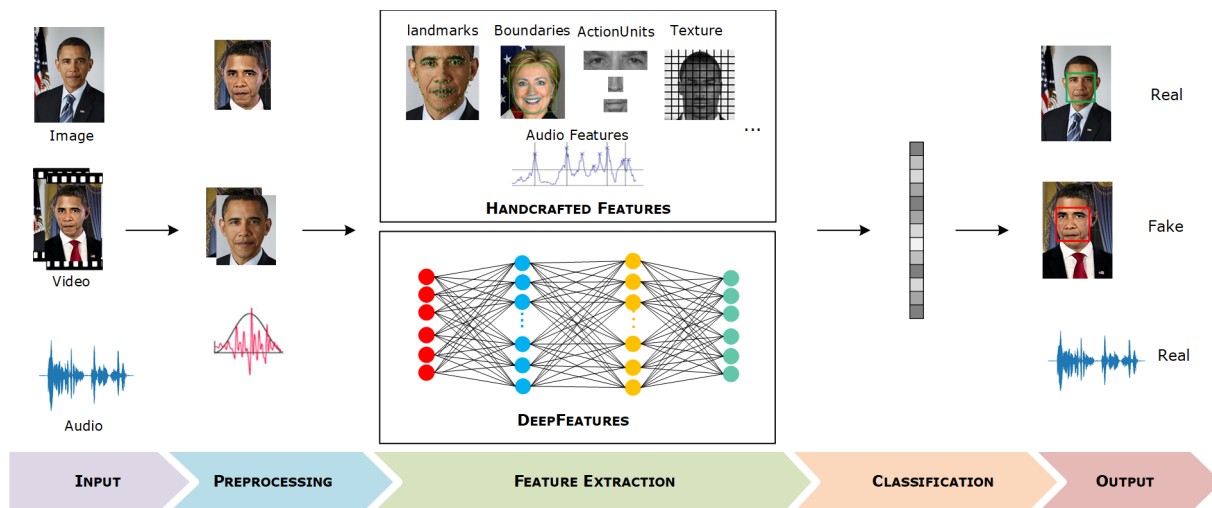 landmarks
Boundaries
ActionUnits
Texture
...
Audio Features
HANDCRAFTED FEATURES
Image
Video
Audio
DEEPFEATURES
Real
Fake
Real
INPUT
PREPROCESSING
FEATURE EXTRACTION
CLASSIFICATION
OUTPUT